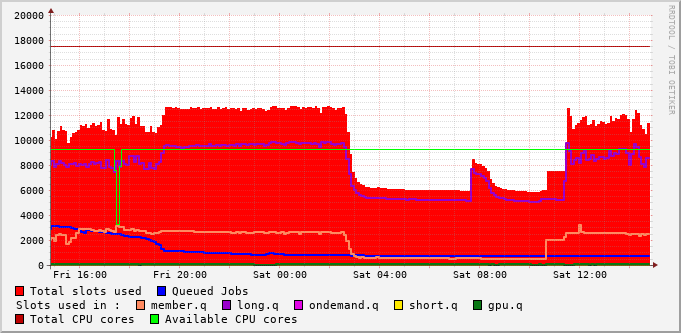 20000
18000
16000
14000
12000
10000
8000
6000
4000
2000
0
Fri 16:00 Fri 20:00 Sat 00:00 Sat 04:00 Sat 08:00 Sat 12:00
RRDTOOL / TOBI OETIKER
Total slots used Queued Jobs
Slots used in : member.q long.q ondemand.q short.q gpu.q
Total CPU cores Available CPU cores